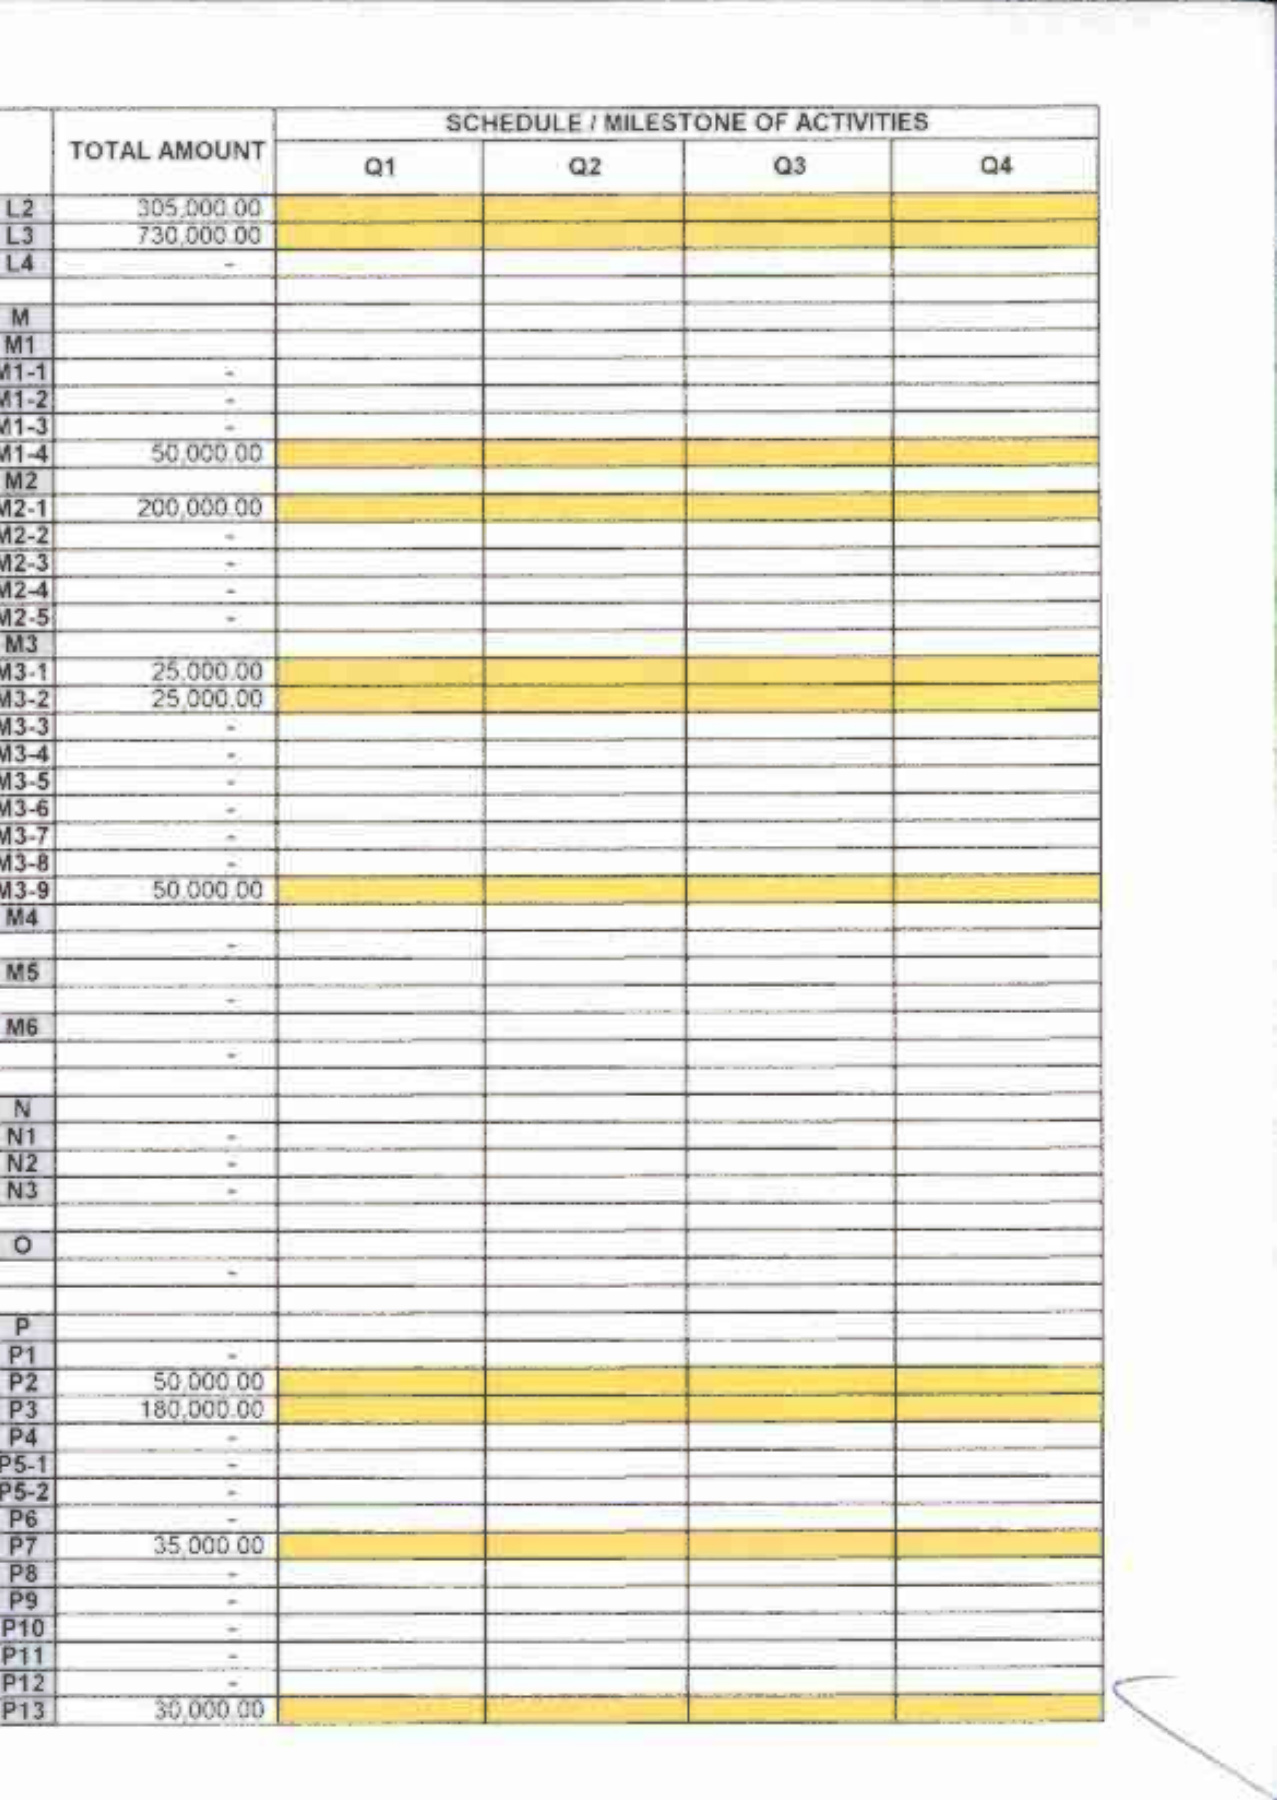 SCHEDULE / MILESTONE OF ACTIVITIES
TOTAL AMOUNT
Q1 Q2 Q3 Q4
L2 305,000.00
L3 730,000.00
L4 -
M
M1
M1-1 -
M1-2 -
M1-3 -
M1-4 50,000.00
M2
M2-1 200,000.00
M2-2 -
M2-3 -
M2-4 -
M2-5 -
M3
M3-1 25,000.00
M3-2 25,000.00
M3-3 -
M3-4 -
M3-5 -
M3-6 -
M3-7 -
M3-8 -
M3-9 50,000.00
M4
-
M5
-
M6
-
N
N1 -
N2 -
N3 -
O
-
P
P1 -
P2 50,000.00
P3 180,000.00
P4 -
P5-1 -
P5-2 -
P6 -
P7 35,000.00
P8 -
P9 -
P10 -
P11 -
P12 -
P13 30,000.00